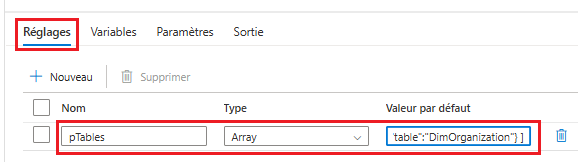 Réglages Variables Paramètres Sortie
Nouveau Supprimer
Nom Type Valeur par défaut
pTables Array 'table":"DimOrganization"} ]